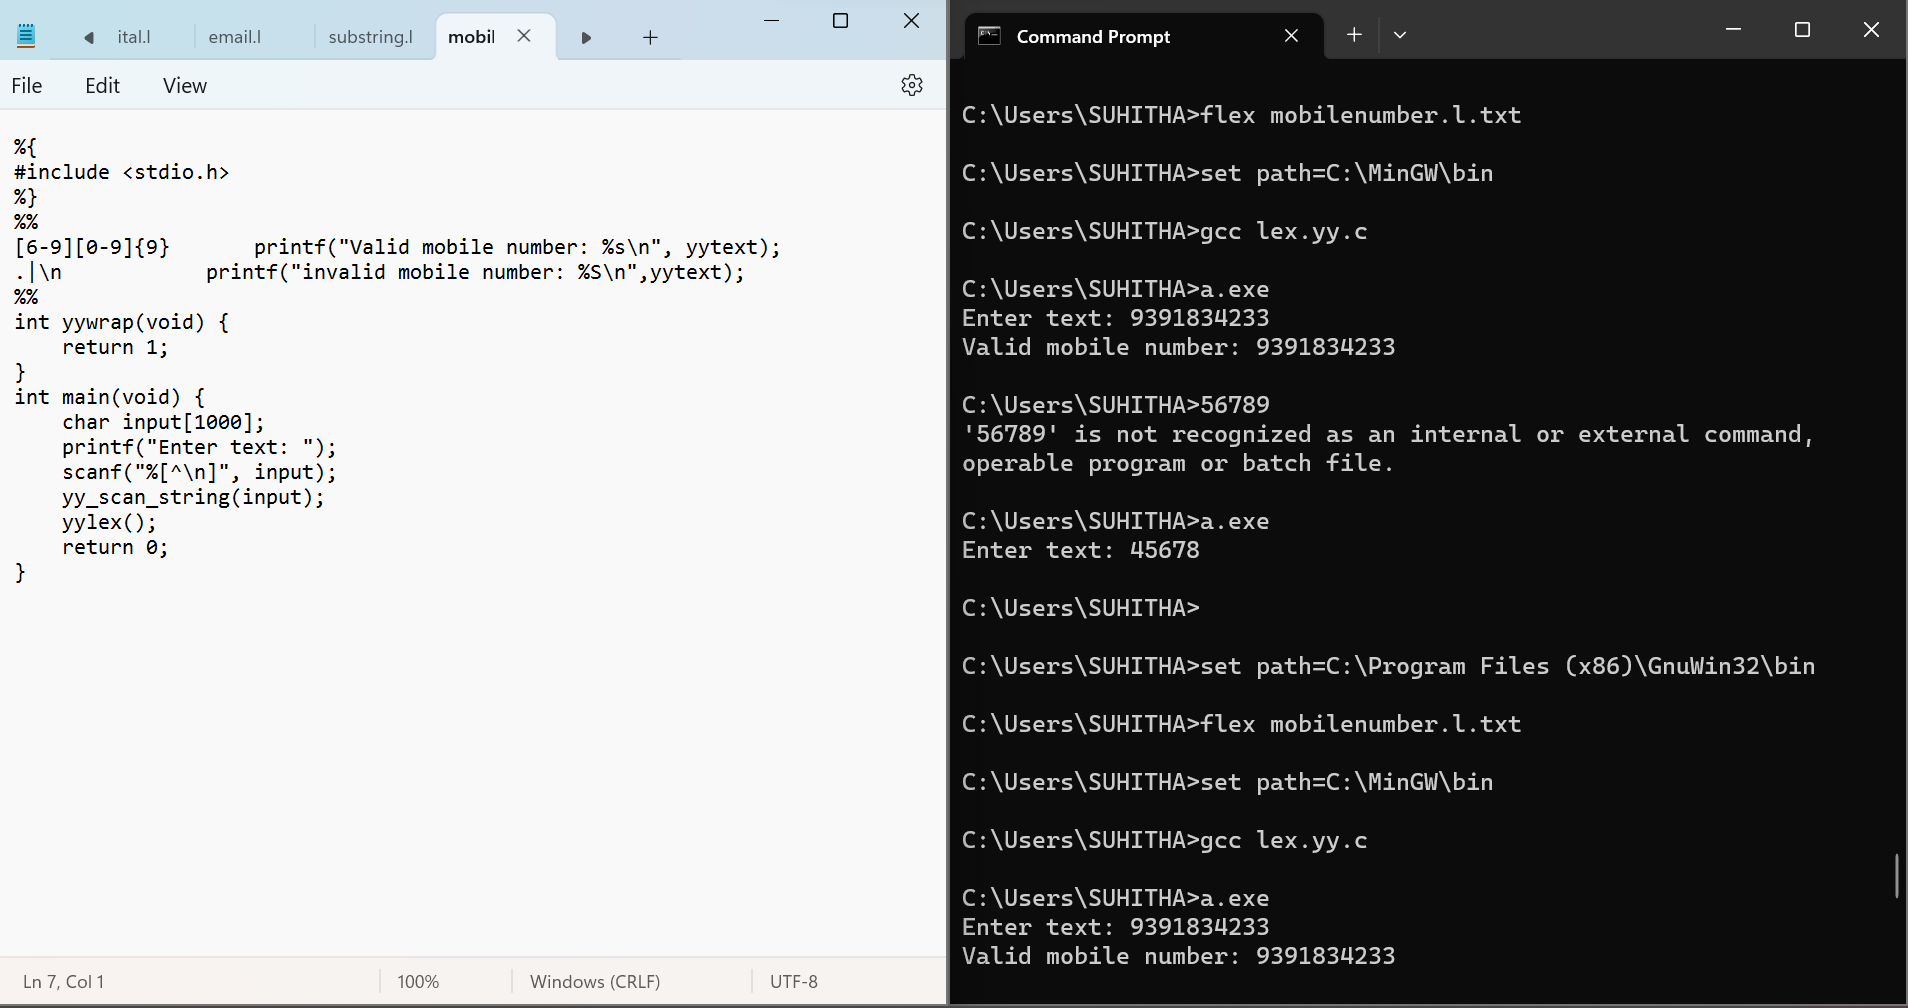 ital.l
email.l
substring.l
mobil
File
Edit
View
%{
#include <stdio.h>
%}
%%
[6-9][0-9]{9}       printf("Valid mobile number: %s\n", yytext);
.|\n            printf("invalid mobile number: %S\n",yytext);
%%
int yywrap(void) {
    return 1;
}
int main(void) {
    char input[1000];
    printf("Enter text: ");
    scanf("%[^\n]", input);
    yy_scan_string(input);
    yylex();
    return 0;
}
Ln 7, Col 1
100%
Windows (CRLF)
UTF-8
Command Prompt
C:\Users\SUHITHA>flex mobilenumber.l.txt
C:\Users\SUHITHA>set path=C:\MinGW\bin
C:\Users\SUHITHA>gcc lex.yy.c
C:\Users\SUHITHA>a.exe
Enter text: 9391834233
Valid mobile number: 9391834233
C:\Users\SUHITHA>56789
'56789' is not recognized as an internal or external command,
operable program or batch file.
C:\Users\SUHITHA>a.exe
Enter text: 45678
C:\Users\SUHITHA>
C:\Users\SUHITHA>set path=C:\Program Files (x86)\GnuWin32\bin
C:\Users\SUHITHA>flex mobilenumber.l.txt
C:\Users\SUHITHA>set path=C:\MinGW\bin
C:\Users\SUHITHA>gcc lex.yy.c
C:\Users\SUHITHA>a.exe
Enter text: 9391834233
Valid mobile number: 9391834233